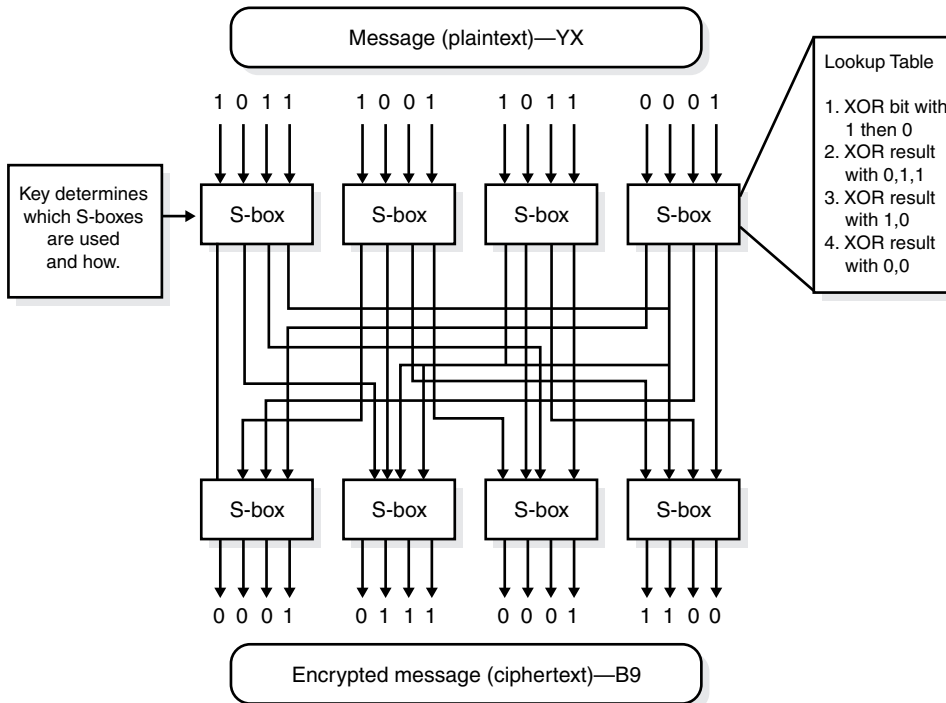 Message (plaintext)—YX
Lookup Table
1. XOR bit with
1 then 0
2. XOR result
with 0,1,1
3. XOR result
with 1,0
4. XOR result
with 0,0
1 0 1 1 1 0 0 1 1 0 1 1 0 0 0 1
Key determines
which S-boxes
are used
and how.
S-box S-box S-box S-box
S-box S-box S-box S-box
0 0 0 1 0 1 1 1 0 0 0 1 1 1 0 0
Encrypted message (ciphertext)—B9